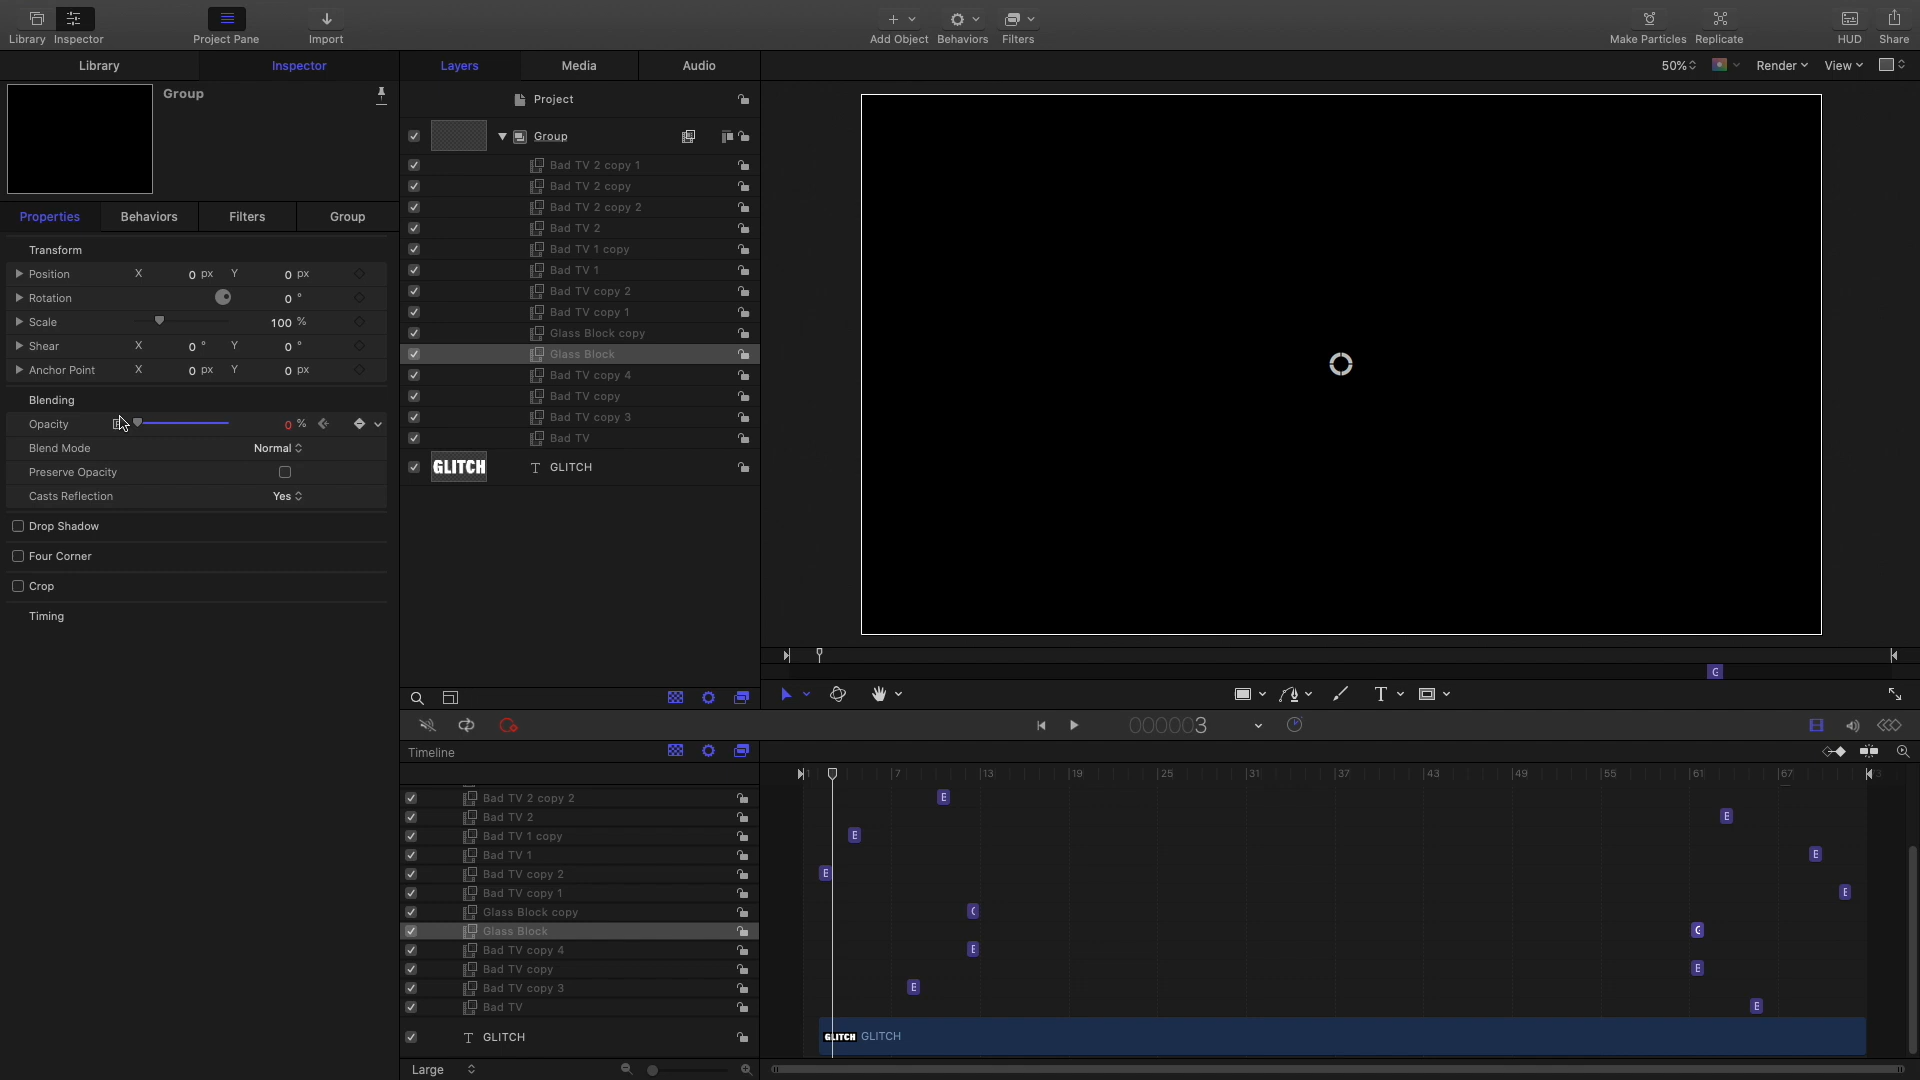 Library Inspector Project Pane Import Add Object Behaviors Filters Make Particles Replicate HUD Share
Library Inspector Layers Media Audio 50% Render View
Group
Project
Group
Bad TV 2 copy 1
Bad TV 2 copy
Bad TV 2 copy 2
Bad TV 2
Bad TV 1 copy
Bad TV 1
Bad TV copy 2
Bad TV copy 1
Glass Block copy
Glass Block
Bad TV copy 4
Bad TV copy
Bad TV copy 3
Bad TV
GLITCH GLITCH
Properties Behaviors Filters Group
Transform
Position X 0 px Y 0 px
Rotation 0 °
Scale 100 %
Shear X 0 ° Y 0 °
Anchor Point X 0 px Y 0 px
Blending
Opacity 0 %
Blend Mode Normal
Preserve Opacity
Casts Reflection Yes
Drop Shadow
Four Corner
Crop
Timing
G
T
0000003
Timeline
1 7 13 19 25 31 37 43 49 55 61 67
Bad TV 2 copy 2 B
Bad TV 2 B
Bad TV 1 copy B
Bad TV 1 B
Bad TV copy 2 B
Bad TV copy 1 B
Glass Block copy G
Glass Block G
Bad TV copy 4 B
Bad TV copy B
Bad TV copy 3 B
Bad TV B
GLITCH GLITCH GLITCH
Large